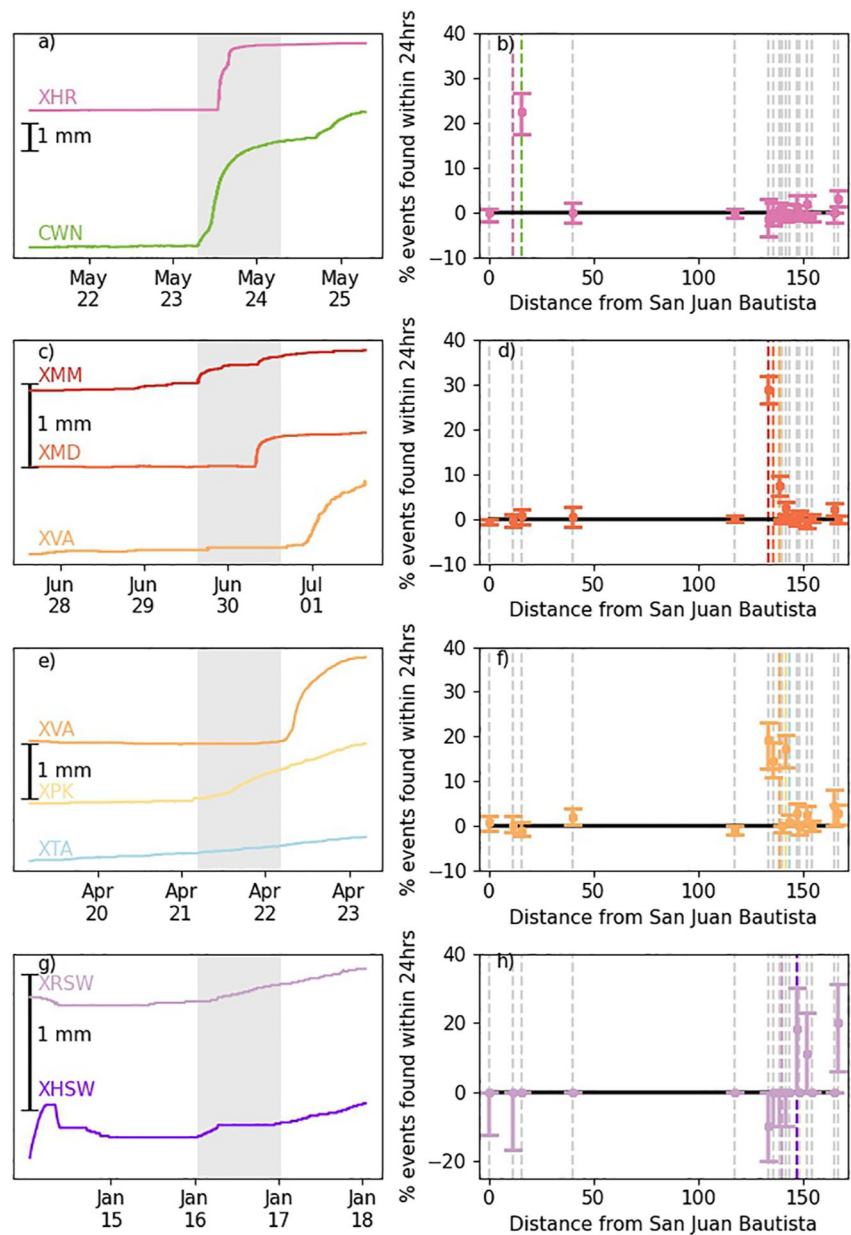 a)
XHR
1 mm
CWN
May
22
May
23
May
24
May
25
b)
% events found within 24hrs
40
30
20
10
0
−10
0
50
100
150
Distance from San Juan Bautista
c)
XMM
1 mm
XMD
XVA
Jun
28
Jun
29
Jun
30
Jul
01
d)
% events found within 24hrs
40
30
20
10
0
−10
0
50
100
150
Distance from San Juan Bautista
e)
XVA
1 mm
XPK
XTA
Apr
20
Apr
21
Apr
22
Apr
23
f)
% events found within 24hrs
40
30
20
10
0
−10
0
50
100
150
Distance from San Juan Bautista
g)
XRSW
1 mm
XHSW
Jan
15
Jan
16
Jan
17
Jan
18
h)
% events found within 24hrs
40
20
0
−20
0
50
100
150
Distance from San Juan Bautista